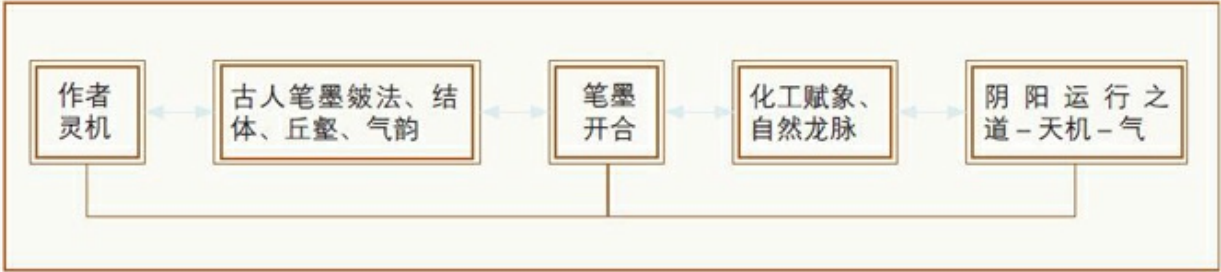 作者
灵机
古人笔墨皴法、结
体、丘壑、气韵
笔墨
开合
化工赋象、
自然龙脉
阴阳运行之
道–天机–气